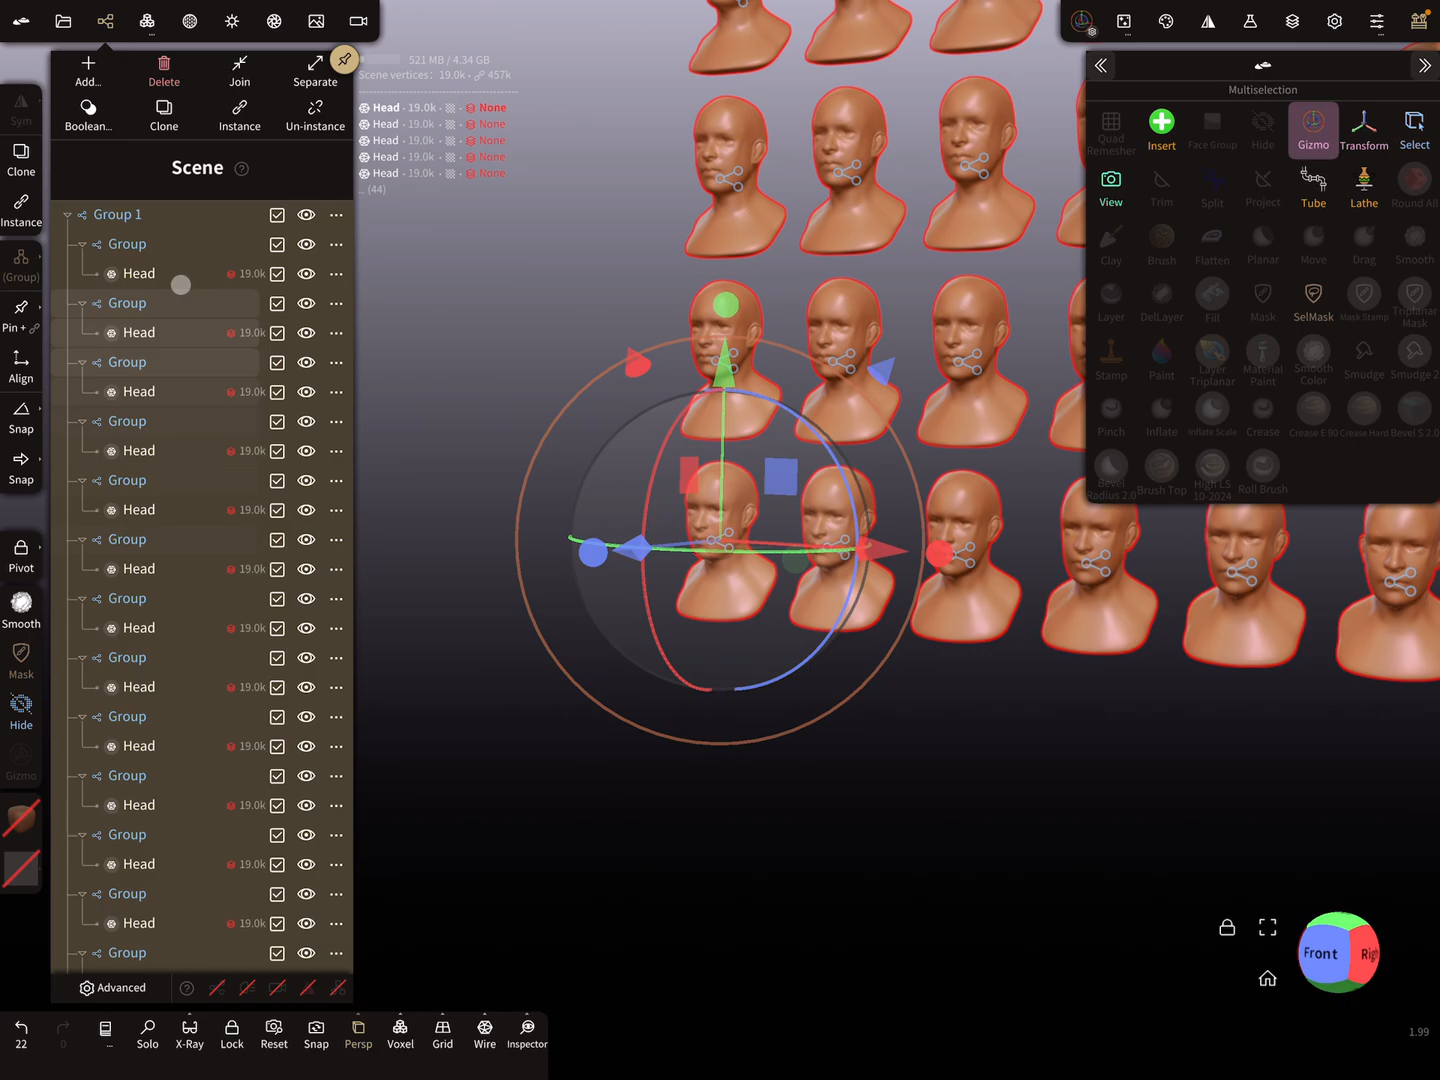 521 MB / 4.34 GB
Scene vertices: 19.0k · 457k
Head · 19.0k · · None
Head · 19.0k · · None
Head · 19.0k · · None
Head · 19.0k · · None
Head · 19.0k · · None
... (44)
Add...
Delete
Join
Separate
Boolean...
Clone
Instance
Un-instance
Scene
Group 1
Group
Head 19.0k
Group
Head 19.0k
Group
Head 19.0k
Group
Head 19.0k
Group
Head 19.0k
Group
Head 19.0k
Group
Head 19.0k
Group
Head 19.0k
Group
Head 19.0k
Group
Head 19.0k
Group
Head 19.0k
Group
Head 19.0k
Group
Advanced
Sym
Clone
Instance
(Group)
Pin +
Align
Snap
Snap
Pivot
Smooth
Mask
Hide
Gizmo
Multiselection
Quad Remesher
Insert
Face Group
Hide
Gizmo
Transform
Select
View
Trim
Split
Project
Tube
Lathe
Round All
Clay
Brush
Flatten
Planar
Move
Drag
Smooth
Layer
DelLayer
Fill
Mask
SelMask
Mask Stamp
Triplanar Mask
Stamp
Paint
Layer Triplanar
Material Paint
Smooth Color
Smudge
Smudge 2
Pinch
Inflate
Inflate Scale
Crease
Crease E.90
Crease Hard
Bevel S 2.0
Bevel Radius 2.0
Brush Top
High LS 10-2024
Roll Brush
Front
Righ
1.99
22
0
...
Solo
X-Ray
Lock
Reset
Snap
Persp
Voxel
Grid
Wire
Inspector